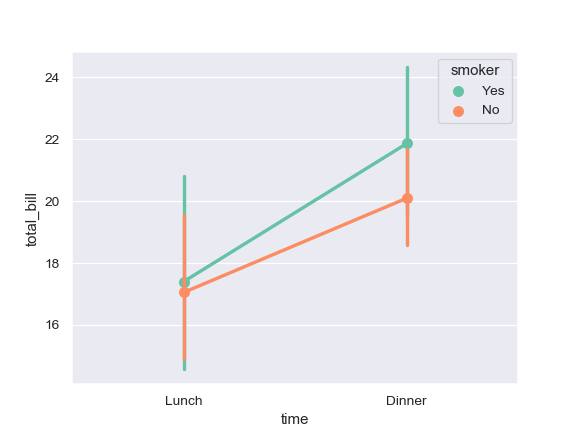 24
22
20
18
16
total_bill
Lunch
Dinner
time
smoker
Yes
No